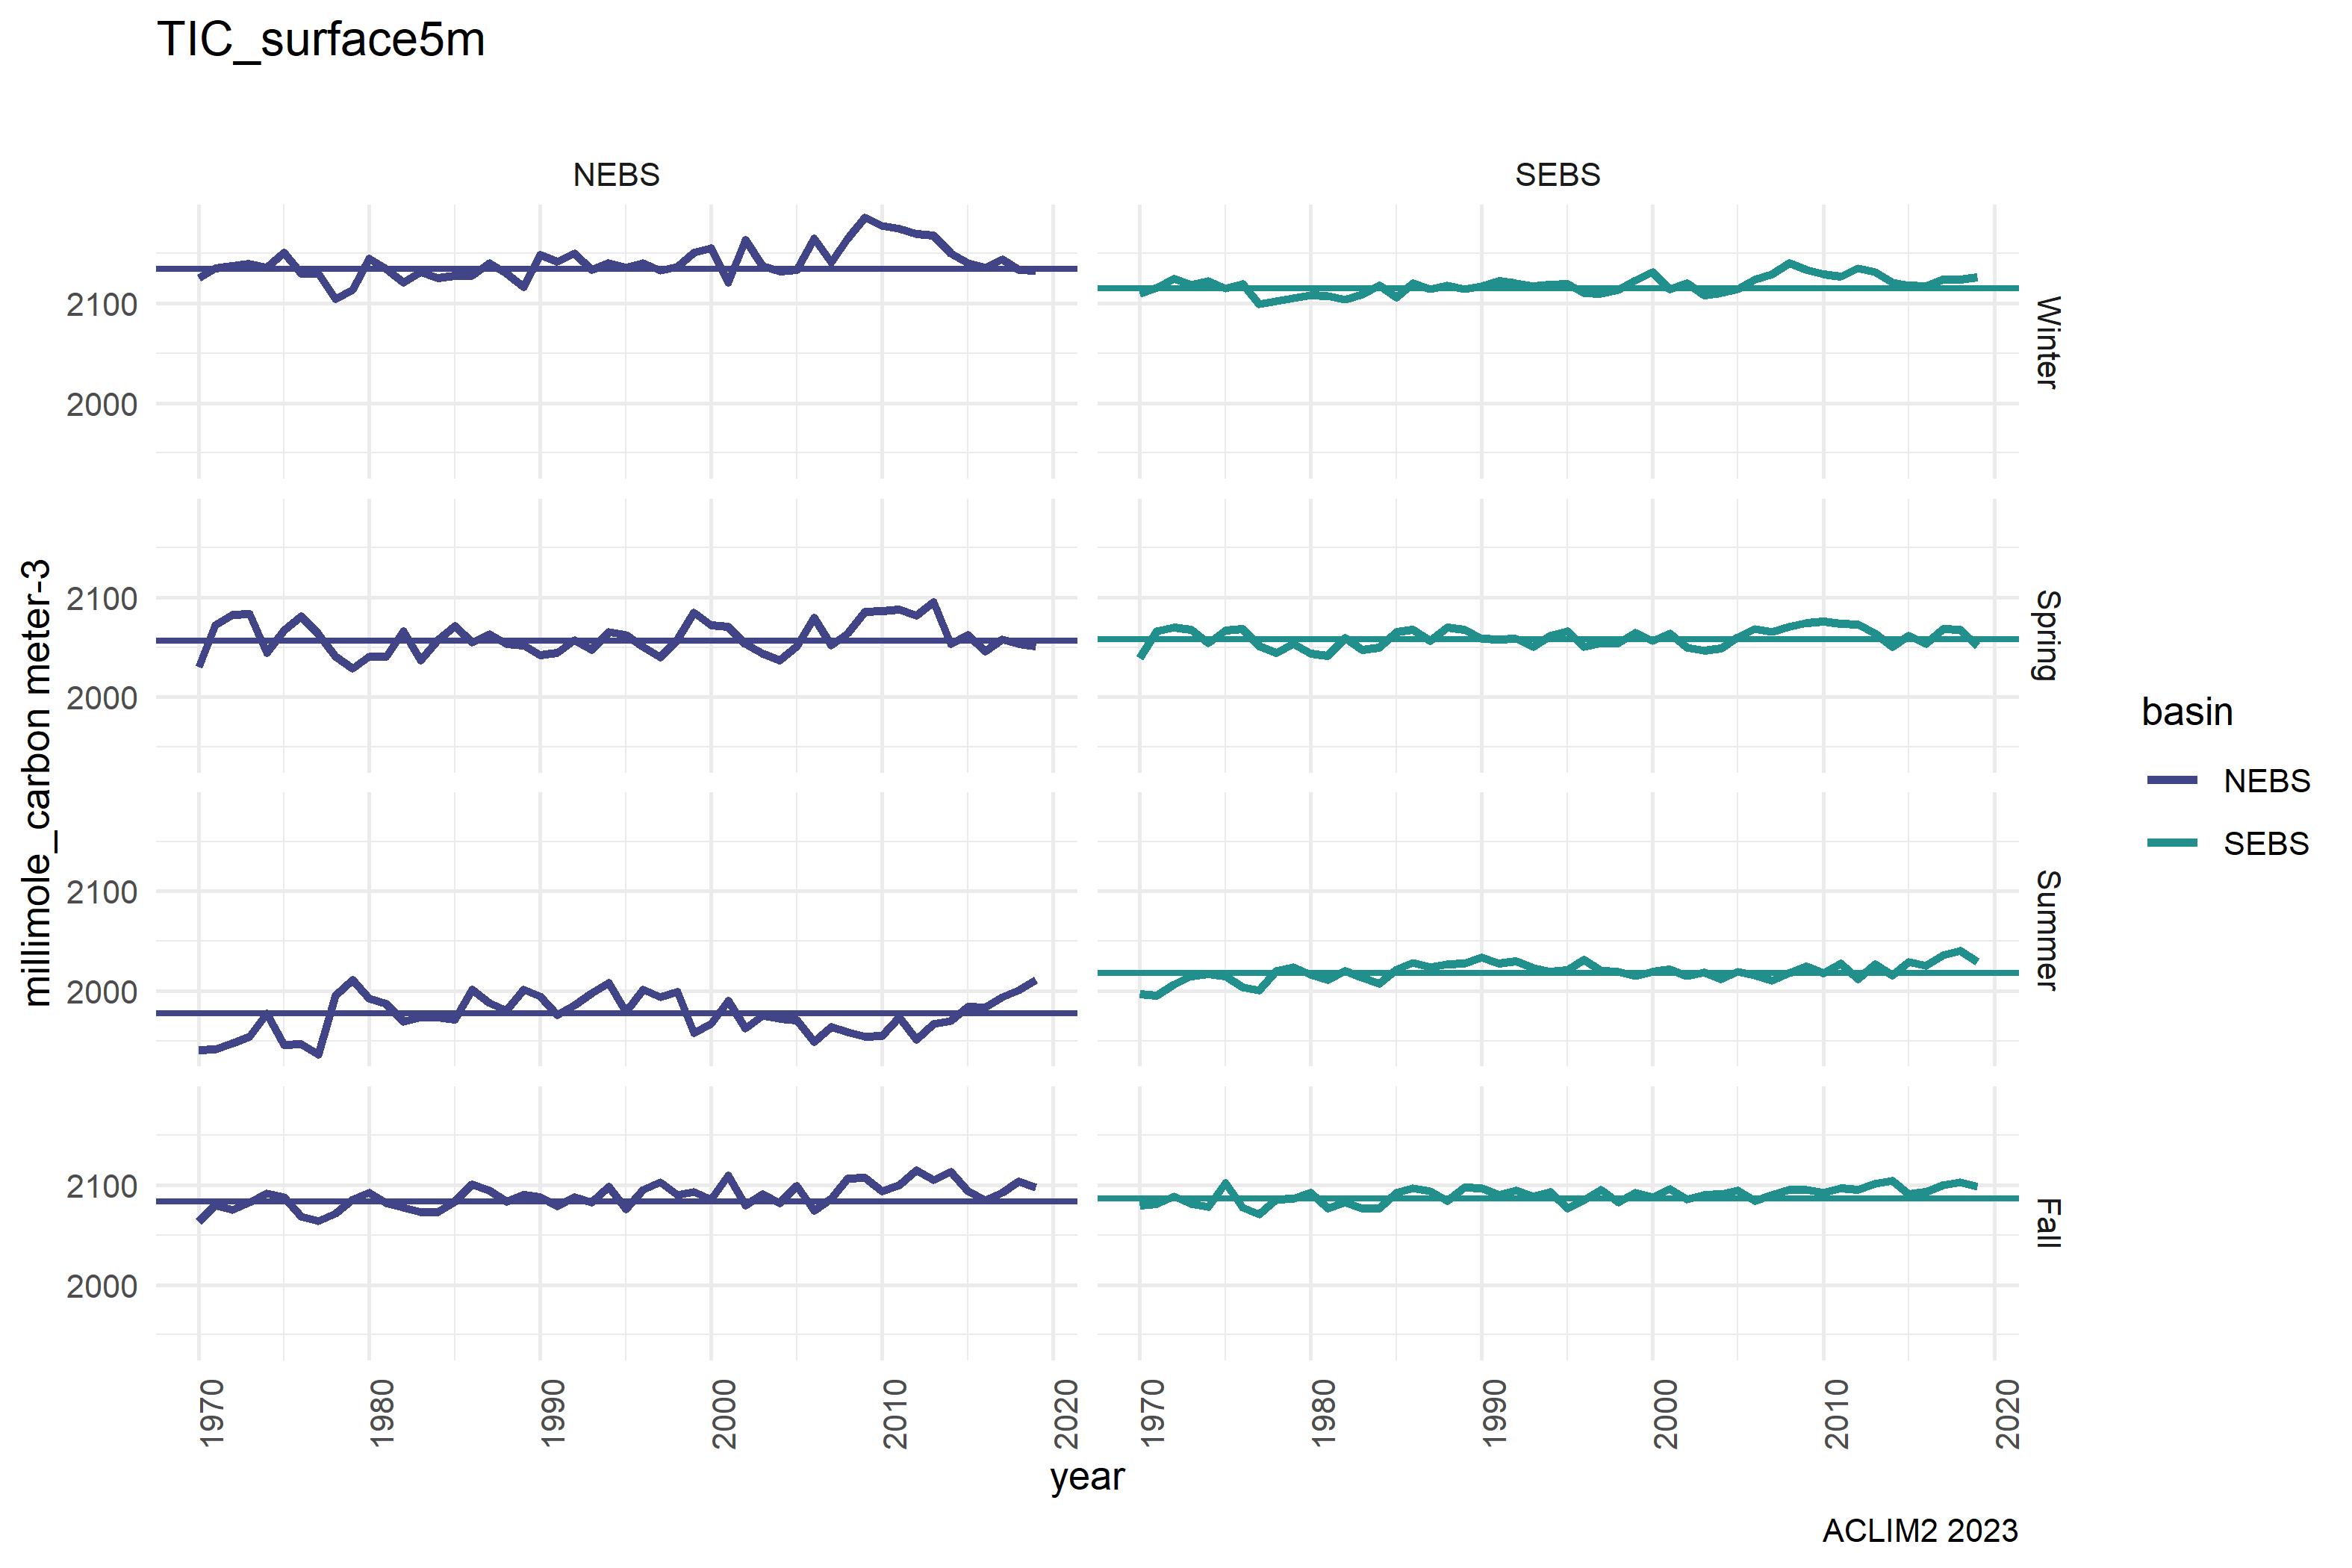 TIC_surface5m
NEBS
SEBS
2100
2000
Winter
2100
2000
Spring
2100
2000
Summer
2100
2000
Fall
millimole_carbon meter-3
1970
1980
1990
2000
2010
2020
1970
1980
1990
2000
2010
2020
year
basin
NEBS
SEBS
ACLIM2 2023